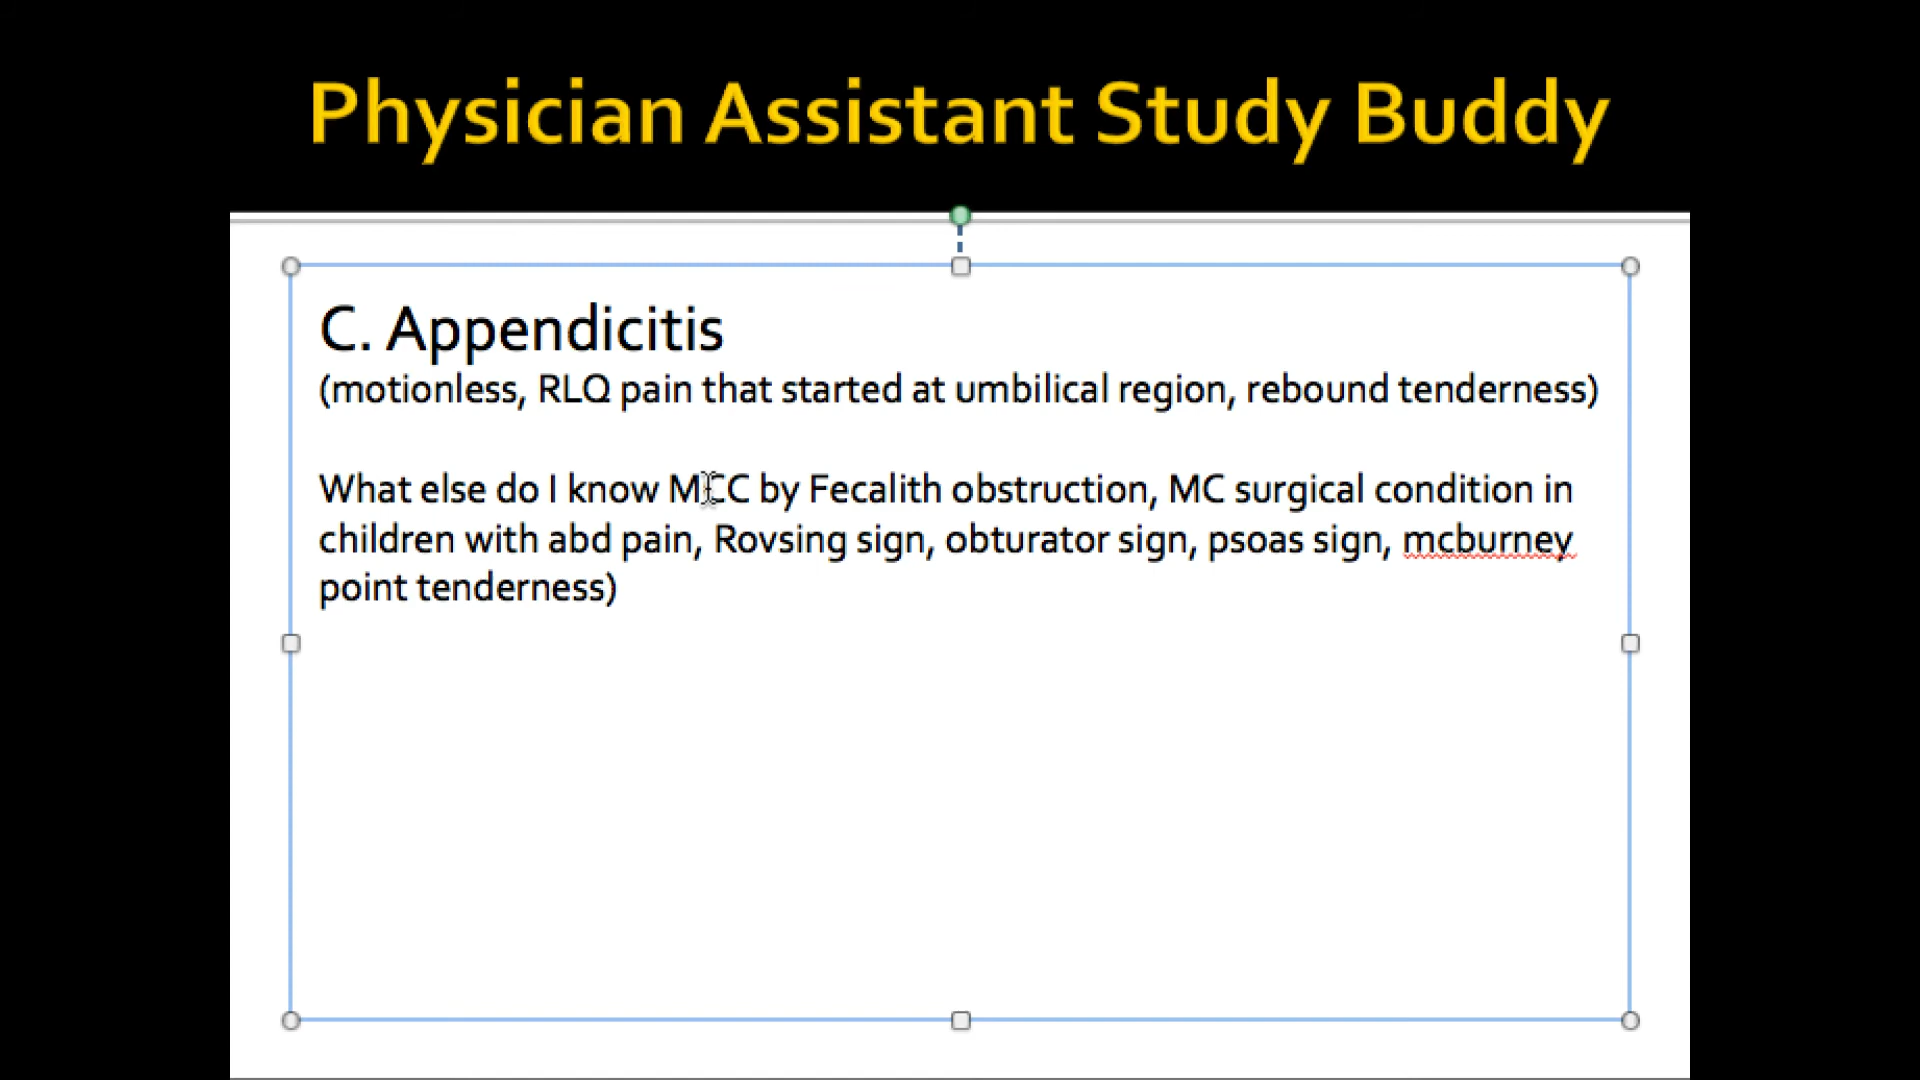 Physician Assistant Study Buddy
C. Appendicitis
(motionless, RLQ pain that started at umbilical region, rebound tenderness)
What else do I know MCC by Fecalith obstruction, MC surgical condition in
children with abd pain, Rovsing sign, obturator sign, psoas sign, mcburney
point tenderness)